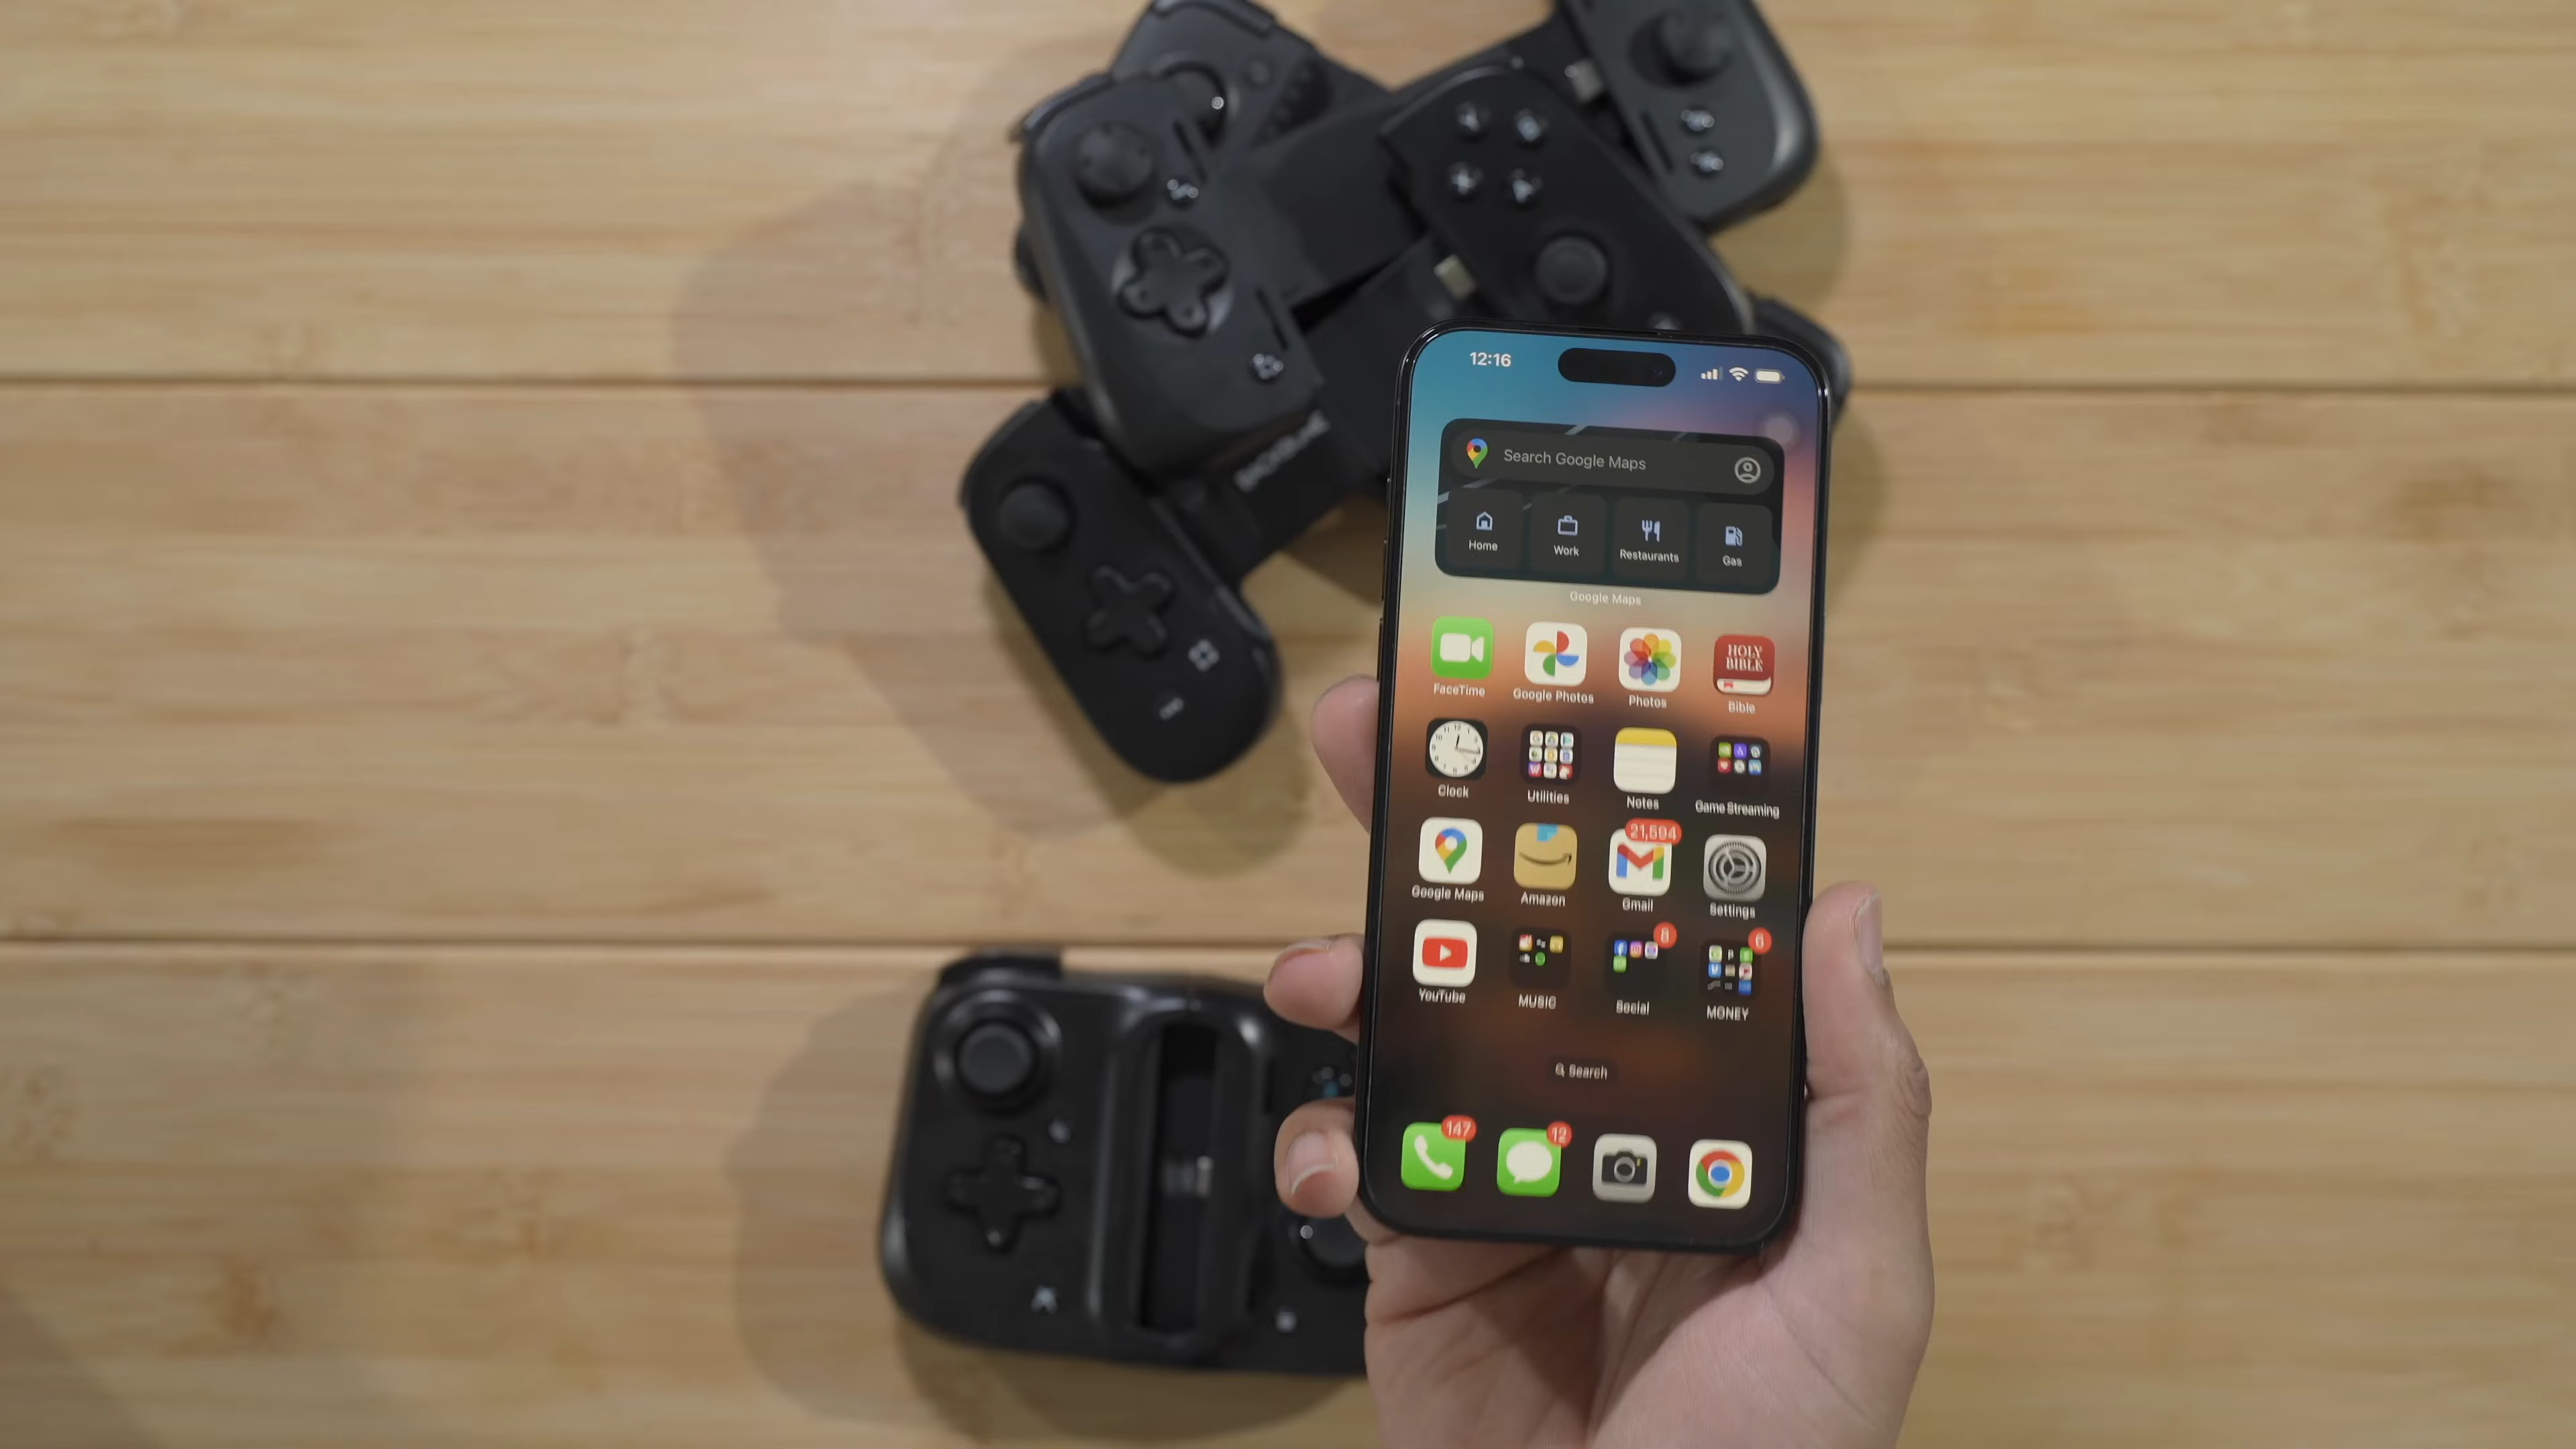 12:16
Search Google Maps
Home Work Restaurants Gas
Google Maps
FaceTime Google Photos Photos Bible
HOLY BIBLE
Clock Utilities Notes Game Streaming
21,594
Google Maps Amazon Gmail Settings
8 6
YouTube MUSIC Social MONEY
Search
147 12